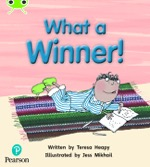 What a
Winner!
Written by Teresa Heapy
Illustrated by Jess Mikhail
Pearson